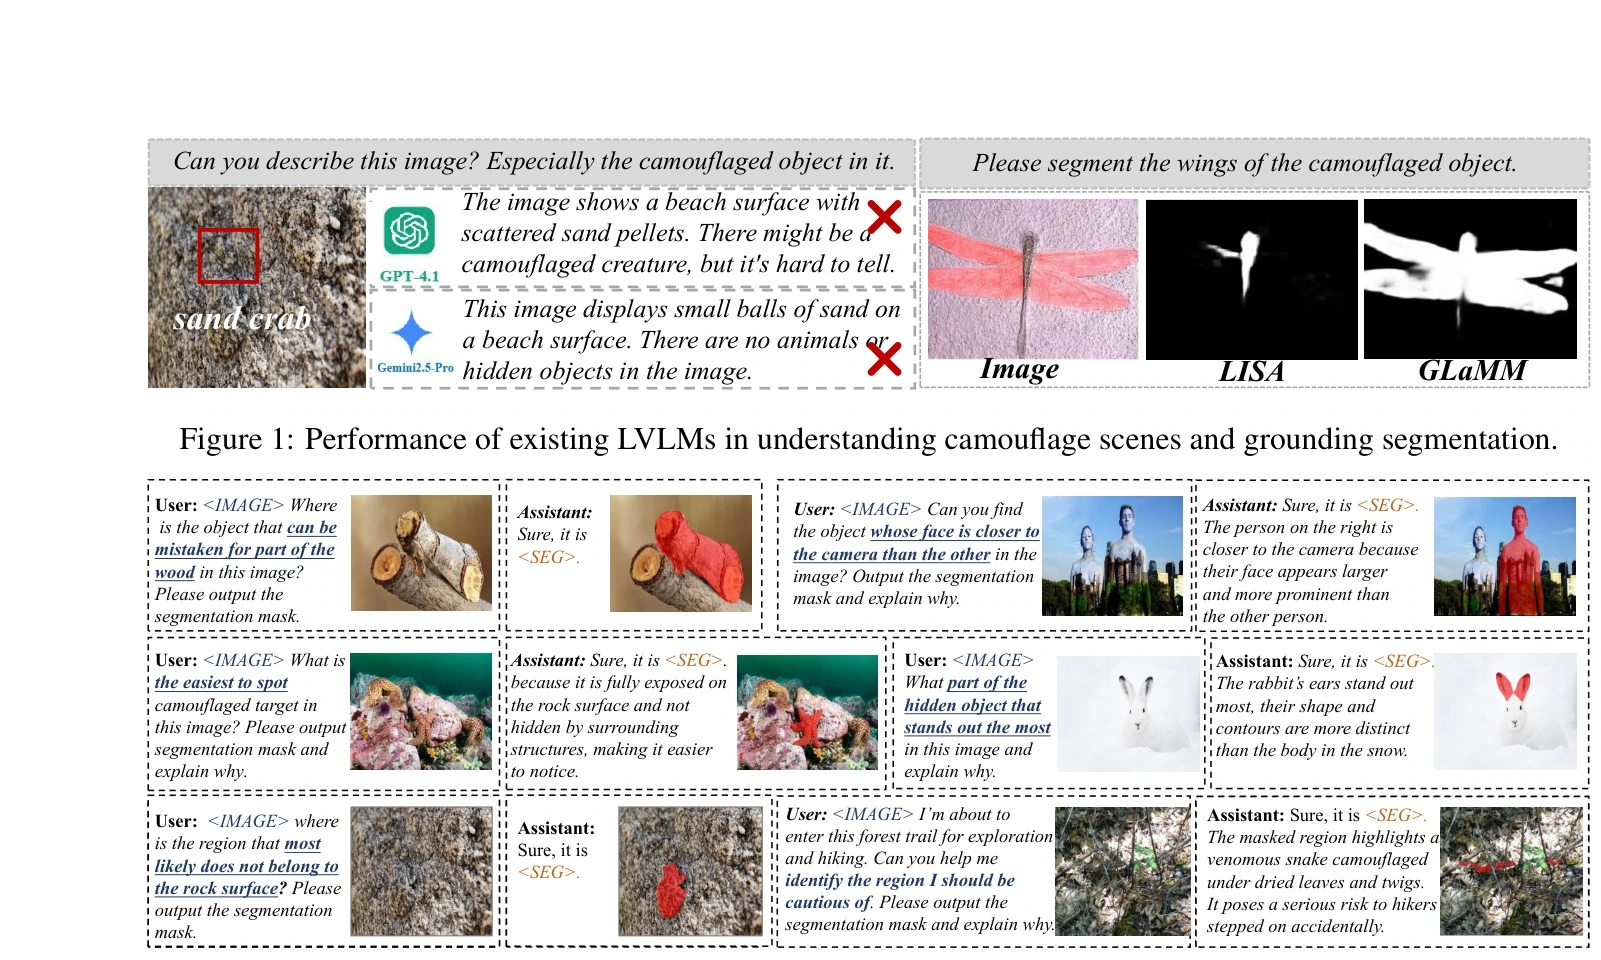 Can you describe this image? Especially the camouflaged object in it.
sand crab
GPT-4.1
The image shows a beach surface with
scattered sand pellets. There might be a
camouflaged creature, but it's hard to tell.
Gemini2.5-Pro
This image displays small balls of sand on
a beach surface. There are no animals or
hidden objects in the image.
Please segment the wings of the camouflaged object.
Image
LISA
GLaMM
Figure 1: Performance of existing LVLMs in understanding camouflage scenes and grounding segmentation.
User: <IMAGE> Where
is the object that can be
mistaken for part of the
wood in this image?
Please output the
segmentation mask.
Assistant:
Sure, it is
<SEG>.
User: <IMAGE> Can you find
the object whose face is closer to
the camera than the other in the
image? Output the segmentation
mask and explain why.
Assistant: Sure, it is <SEG>.
The person on the right is
closer to the camera because
their face appears larger
and more prominent than
the other person.
User: <IMAGE> What is
the easiest to spot
camouflaged target in
this image? Please output
segmentation mask and
explain why.
Assistant: Sure, it is <SEG>.
because it is fully exposed on
the rock surface and not
hidden by surrounding
structures, making it easier
to notice.
User: <IMAGE>
What part of the
hidden object that
stands out the most
in this image and
explain why.
Assistant: Sure, it is <SEG>.
The rabbit's ears stand out
most, their shape and
contours are more distinct
than the body in the snow.
User: <IMAGE> where
is the region that most
likely does not belong to
the rock surface? Please
output the segmentation
mask.
Assistant:
Sure, it is
<SEG>.
User: <IMAGE> I'm about to
enter this forest trail for exploration
and hiking. Can you help me
identify the region I should be
cautious of. Please output the
segmentation mask and explain why.
Assistant: Sure, it is <SEG>.
The masked region highlights a
venomous snake camouflaged
under dried leaves and twigs.
It poses a serious risk to hikers
stepped on accidentally.